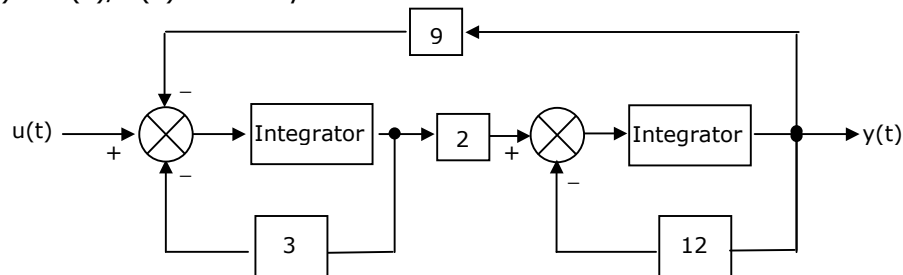 9
u(t) + − − Integrator 2 + − Integrator y(t)
3 12